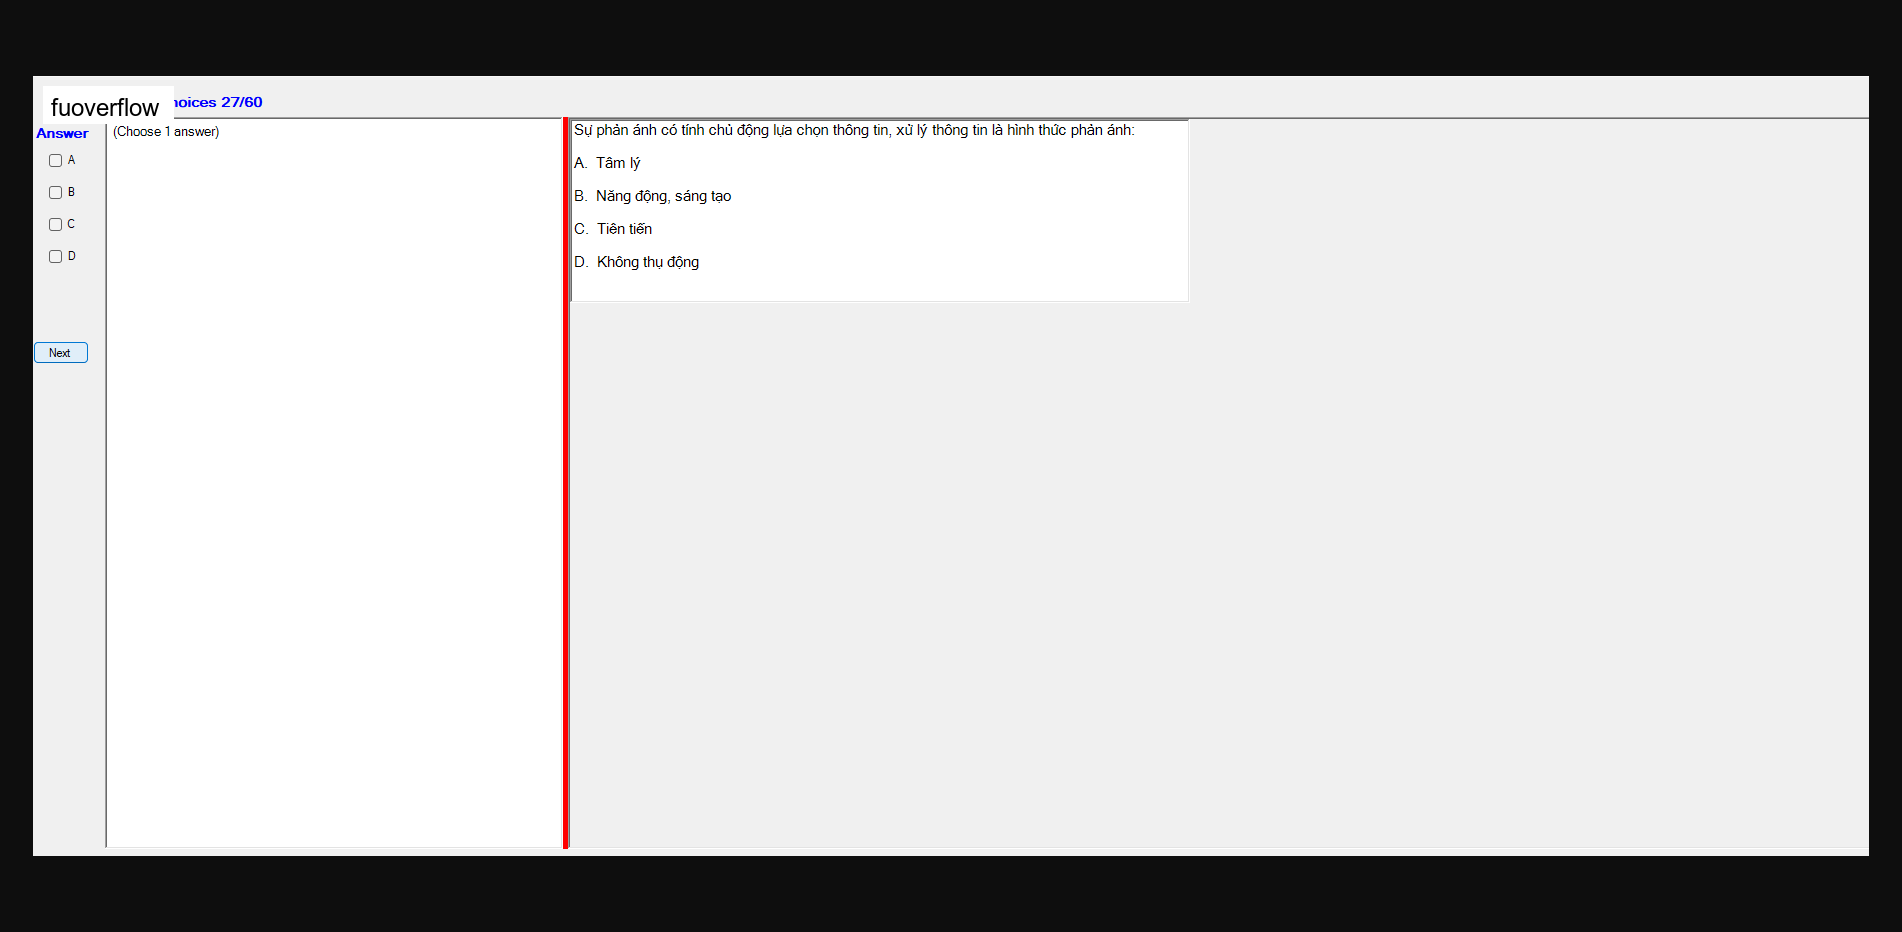 fuoverflow
hoices 27/60
Answer
(Choose 1 answer)
A
B
C
D
Next
Sự phản ánh có tính chủ động lựa chọn thông tin, xử lý thông tin là hình thức phản ánh:
A. Tâm lý
B. Năng động, sáng tạo
C. Tiên tiến
D. Không thụ động